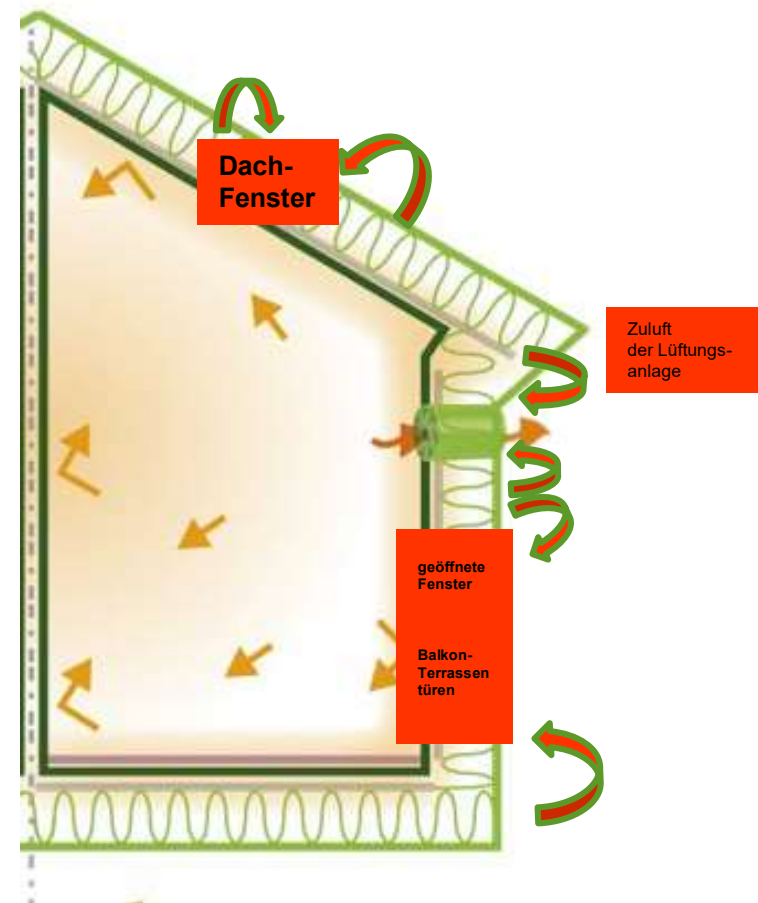 Dach-
Fenster
Zuluft
der Lüftungs-
anlage
geöffnete
Fenster
Balkon-
Terrassen
türen